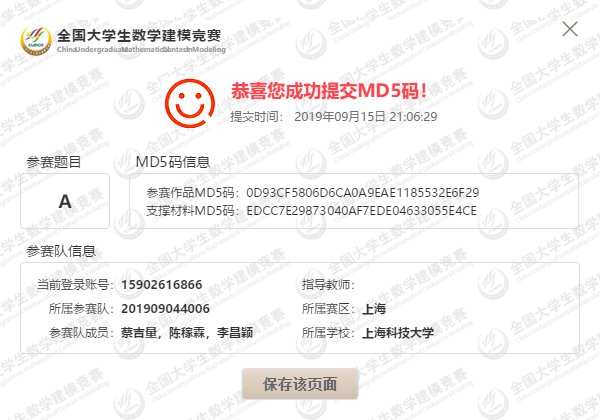 全国大学生数学建模竞赛
China Undergraduate Mathematical Contest in Modeling
恭喜您成功提交MD5码！
提交时间： 2019年09月15日 21:06:29
参赛题目
MD5码信息
A
参赛作品MD5码：0D93CF5806D6CA0A9EAE1185532E6F29
支撑材料MD5码：EDCC7E29873040AF7EDE04633055E4CE
参赛队信息
当前登录账号：15902616866
指导教师：
所属参赛队：201909044006
所属赛区：上海
参赛队成员：蔡吉量，陈稼霖，李昌颖
所属学校：上海科技大学
保存该页面